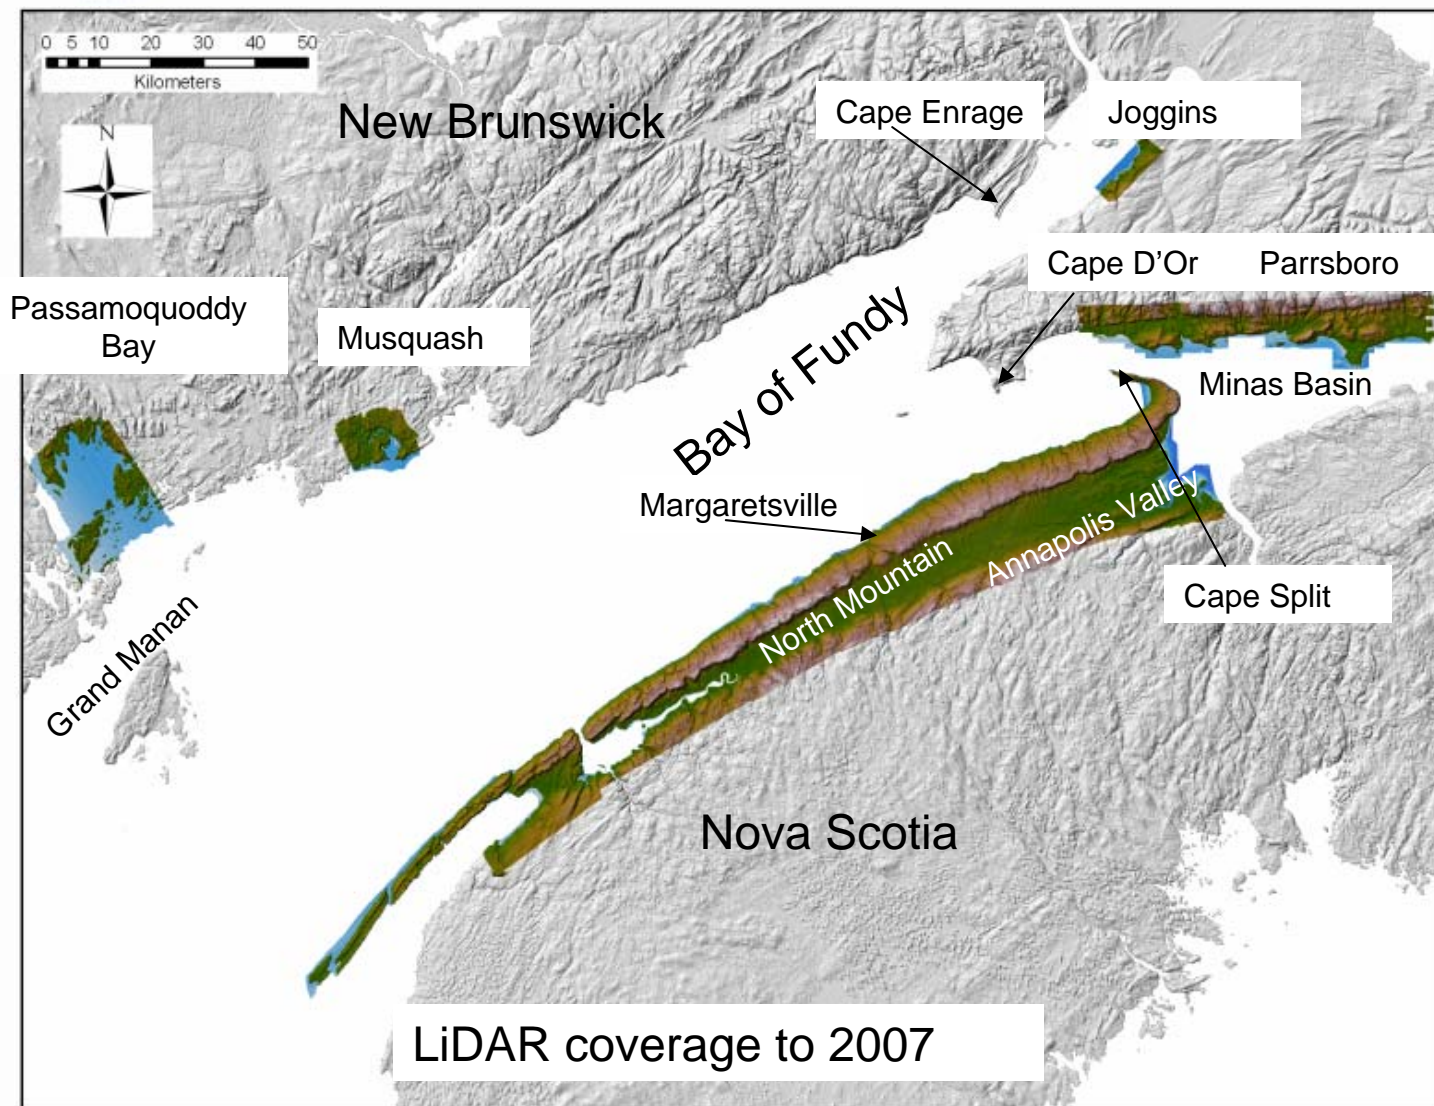 0 5 10 20 30 40 50
Kilometers
N
New Brunswick
Cape Enrage
Joggins
Cape D'Or
Parrsboro
Passamoquoddy
Bay
Musquash
Bay of Fundy
Minas Basin
Margaretsville
Annapolis Valley
North Mountain
Cape Split
Grand Manan
Nova Scotia
LiDAR coverage to 2007